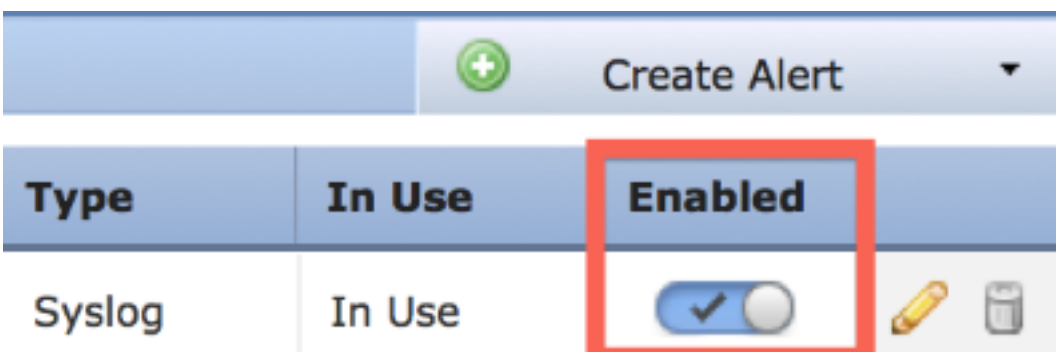 Create Alert
Type In Use Enabled
Syslog In Use